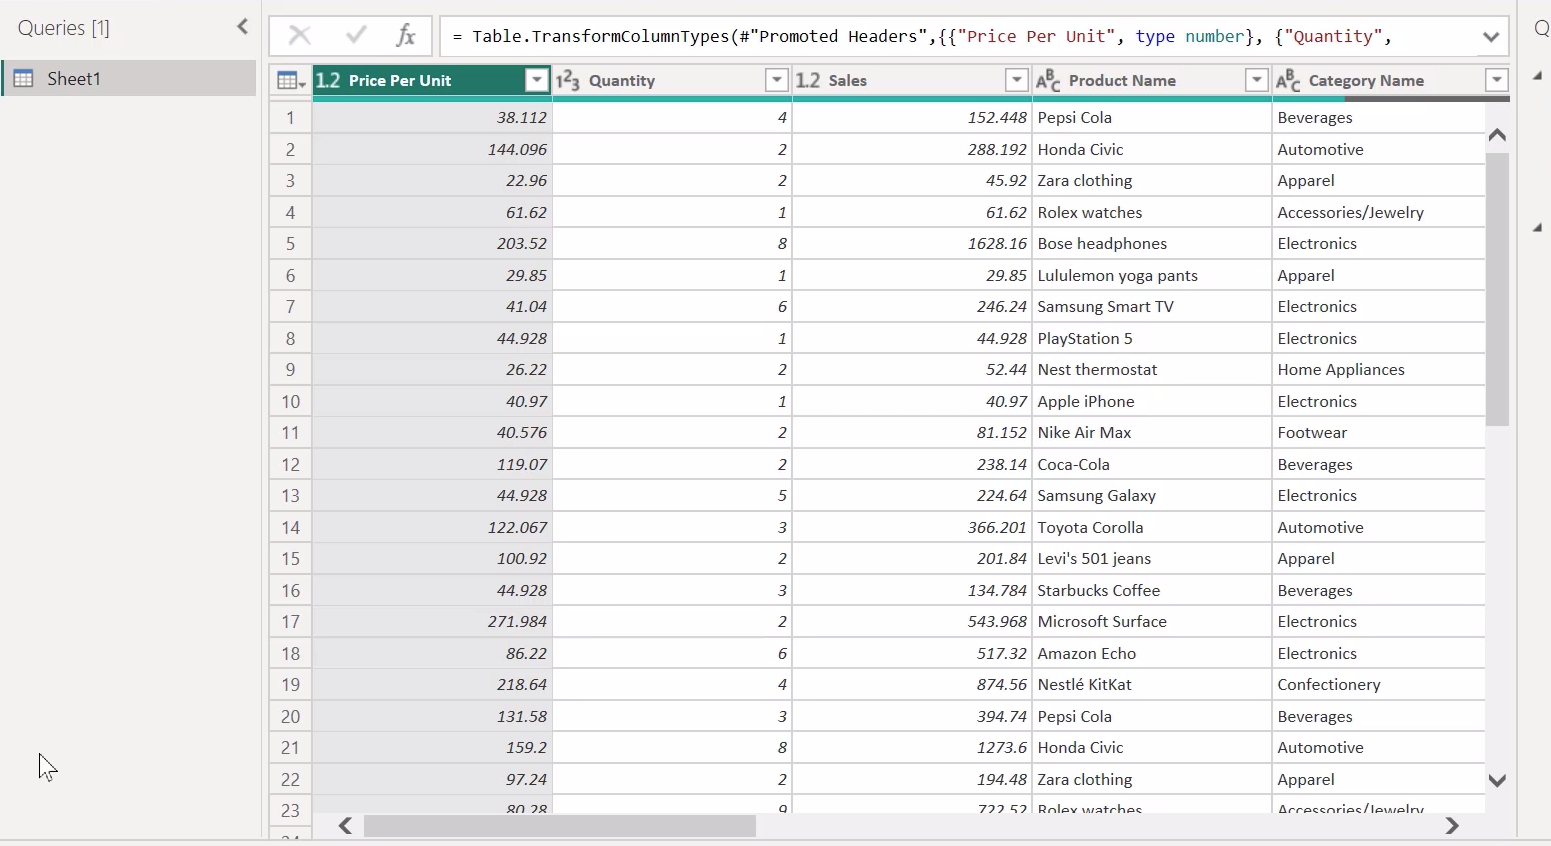 Queries [1]
Sheet1
fx
= Table.TransformColumnTypes(#"Promoted Headers",{{"Price Per Unit", type number}, {"Quantity",
1.2 Price Per Unit 1²3 Quantity 1.2 Sales ABC Product Name ABC Category Name
1 38.112 4 152.448 Pepsi Cola Beverages
2 144.096 2 288.192 Honda Civic Automotive
3 22.96 2 45.92 Zara clothing Apparel
4 61.62 1 61.62 Rolex watches Accessories/Jewelry
5 203.52 8 1628.16 Bose headphones Electronics
6 29.85 1 29.85 Lululemon yoga pants Apparel
7 41.04 6 246.24 Samsung Smart TV Electronics
8 44.928 1 44.928 PlayStation 5 Electronics
9 26.22 2 52.44 Nest thermostat Home Appliances
10 40.97 1 40.97 Apple iPhone Electronics
11 40.576 2 81.152 Nike Air Max Footwear
12 119.07 2 238.14 Coca-Cola Beverages
13 44.928 5 224.64 Samsung Galaxy Electronics
14 122.067 3 366.201 Toyota Corolla Automotive
15 100.92 2 201.84 Levi's 501 jeans Apparel
16 44.928 3 134.784 Starbucks Coffee Beverages
17 271.984 2 543.968 Microsoft Surface Electronics
18 86.22 6 517.32 Amazon Echo Electronics
19 218.64 4 874.56 Nestlé KitKat Confectionery
20 131.58 3 394.74 Pepsi Cola Beverages
21 159.2 8 1273.6 Honda Civic Automotive
22 97.24 2 194.48 Zara clothing Apparel
23 80.28 9 722.52 Rolex watches Accessories/Jewelry